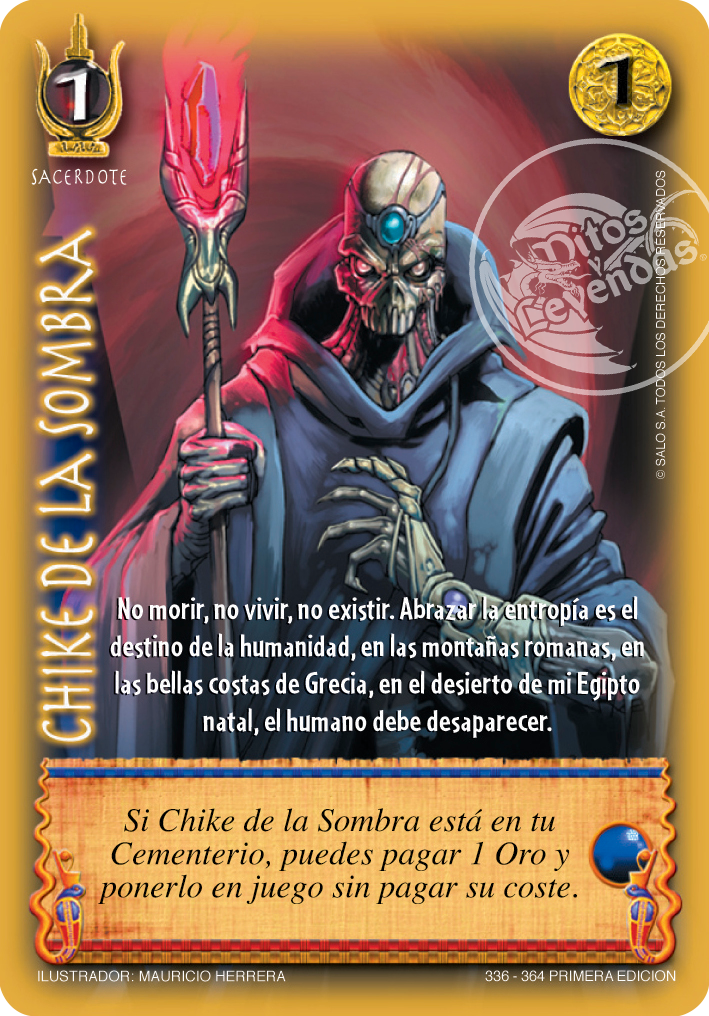 1
1
SACERDOTE
CHIKE DE LA SOMBRA
Mitos
y
Leyendas
©
© SALO S.A. TODOS LOS DERECHOS RESERVADOS
No morir, no vivir, no existir. Abrazar la entropía es el
destino de la humanidad, en las montañas romanas, en
las bellas costas de Grecia, en el desierto de mi Egipto
natal, el humano debe desaparecer.
Si Chike de la Sombra está en tu
Cementerio, puedes pagar 1 Oro y
ponerlo en juego sin pagar su coste.
ILUSTRADOR: MAURICIO HERRERA
336 - 364 PRIMERA EDICION